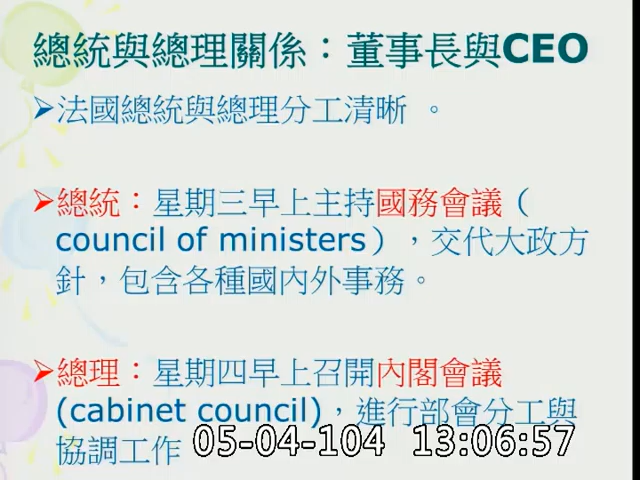 總統與總理關係：董事長與CEO
➢法國總統與總理分工清晰 。
➢總統：星期三早上主持國務會議（
council of ministers），交代大政方
針，包含各種國內外事務。
➢總理：星期四早上召開內閣會議
(cabinet council)，進行部會分工與
協調工作
05-04-104 13:06:57